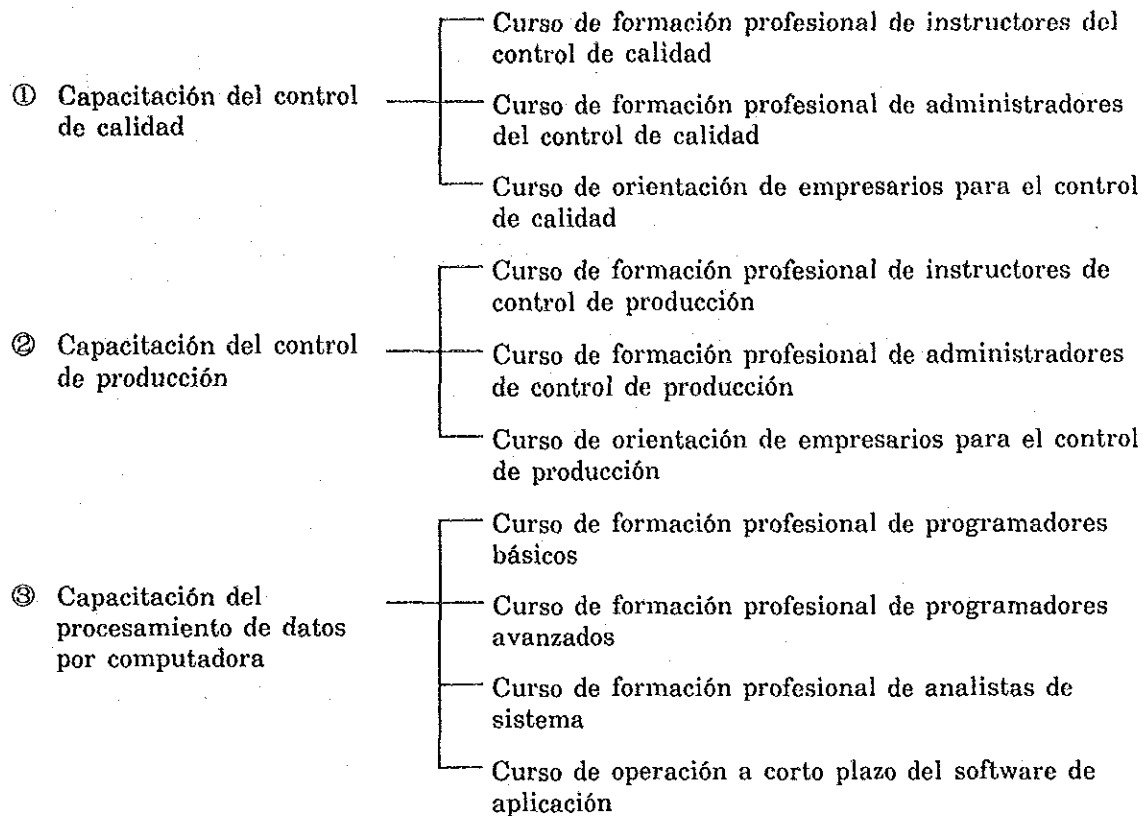 Curso de formación profesional de instructores del
control de calidad
① Capacitación del control
de calidad
Curso de formación profesional de administradores
del control de calidad
Curso de orientación de empresarios para el control
de calidad
Curso de formación profesional de instructores de
control de producción
② Capacitación del control
de producción
Curso de formación profesional de administradores
de control de producción
Curso de orientación de empresarios para el control
de producción
Curso de formación profesional de programadores
básicos
③ Capacitación del
procesamiento de datos
por computadora
Curso de formación profesional de programadores
avanzados
Curso de formación profesional de analistas de
sistema
Curso de operación a corto plazo del software de
aplicación